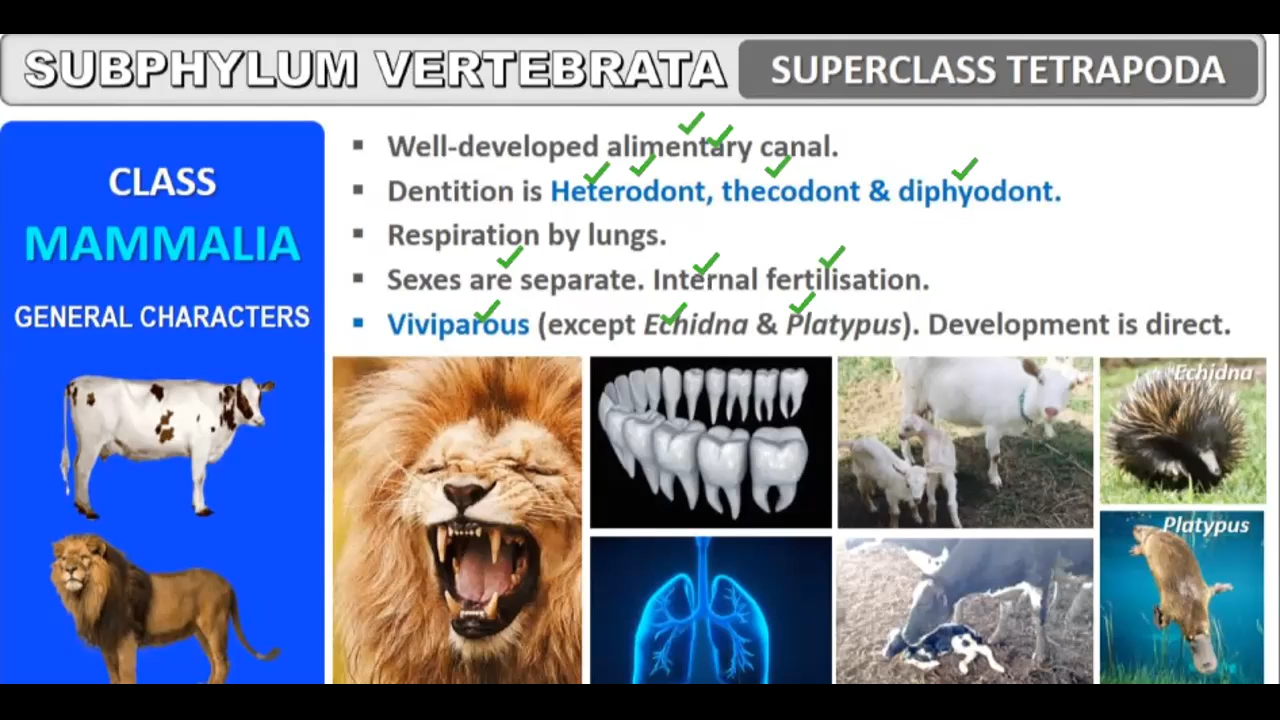 SUBPHYLUM VERTEBRATA
SUPERCLASS TETRAPODA
CLASS
MAMMALIA
GENERAL CHARACTERS
▪ Well-developed alimentary canal.
▪ Dentition is Heterodont, thecodont & diphyodont.
▪ Respiration by lungs.
▪ Sexes are separate. Internal fertilisation.
▪ Viviparous (except Echidna & Platypus). Development is direct.
Echidna
Platypus